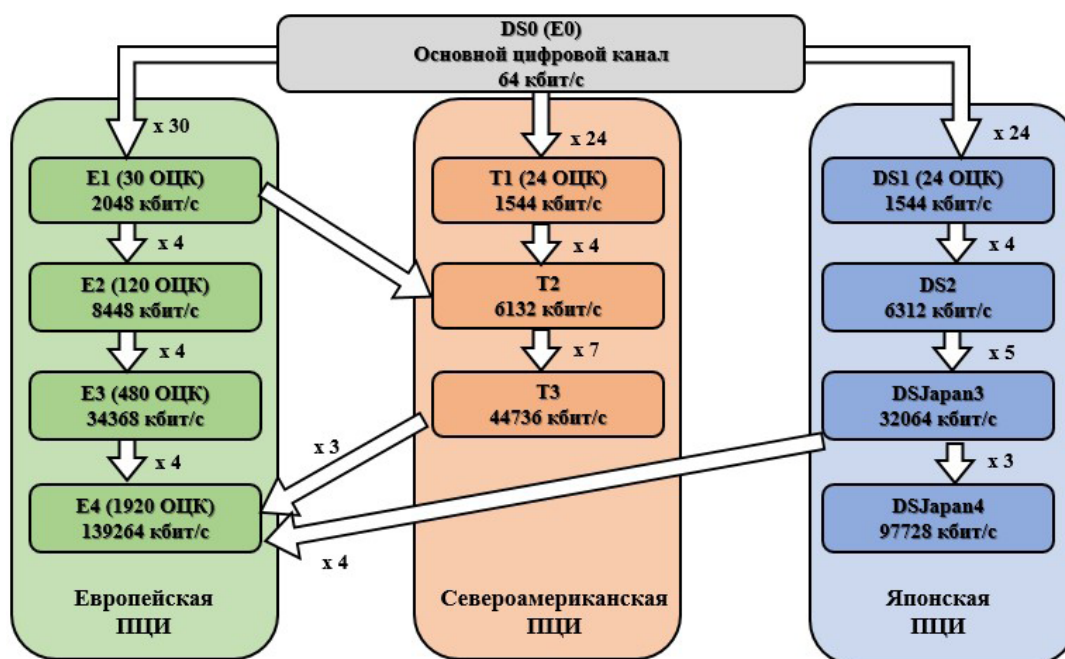 DS0 (E0)
Основной цифровой канал
64 кбит/с
x 30
x 24
x 24
E1 (30 ОЦК)
2048 кбит/с
T1 (24 ОЦК)
1544 кбит/с
DS1 (24 ОЦК)
1544 кбит/с
x 4
x 4
x 4
E2 (120 ОЦК)
8448 кбит/с
T2
6132 кбит/с
DS2
6312 кбит/с
x 4
x 7
x 5
E3 (480 ОЦК)
34368 кбит/с
T3
44736 кбит/с
DSJapan3
32064 кбит/с
x 4
x 3
x 3
E4 (1920 ОЦК)
139264 кбит/с
DSJapan4
97728 кбит/с
x 4
Европейская
ПЦИ
Североамериканская
ПЦИ
Японская
ПЦИ